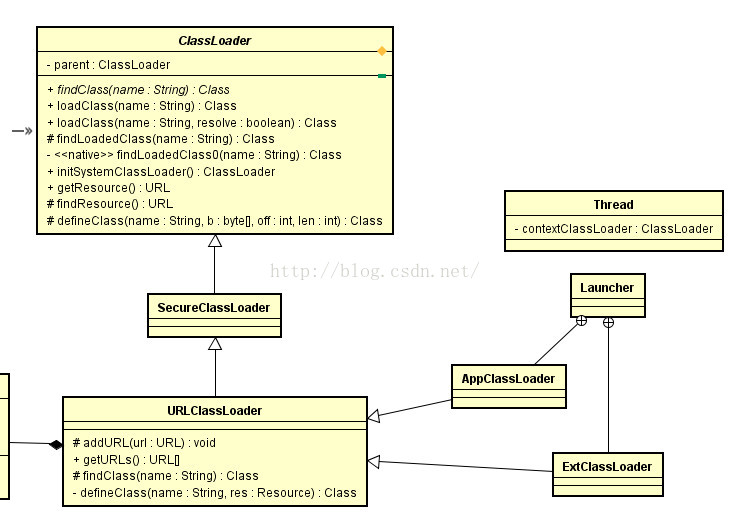 ClassLoader
- parent : ClassLoader
+ findClass(name : String) : Class
+ loadClass(name : String) : Class
+ loadClass(name : String, resolve : boolean) : Class
# findLoadedClass(name : String) : Class
- <<native>> findLoadedClass0(name : String) : Class
+ initSystemClassLoader() : ClassLoader
+ getResource() : URL
# findResource() : URL
# defineClass(name : String, b : byte[], off : int, len : int) : Class
Thread
- contextClassLoader : ClassLoader
http://blog.csdn.net/
Launcher
SecureClassLoader
AppClassLoader
URLClassLoader
# addURL(url : URL) : void
+ getURLs() : URL[]
# findClass(name : String) : Class
- defineClass(name : String, res : Resource) : Class
ExtClassLoader